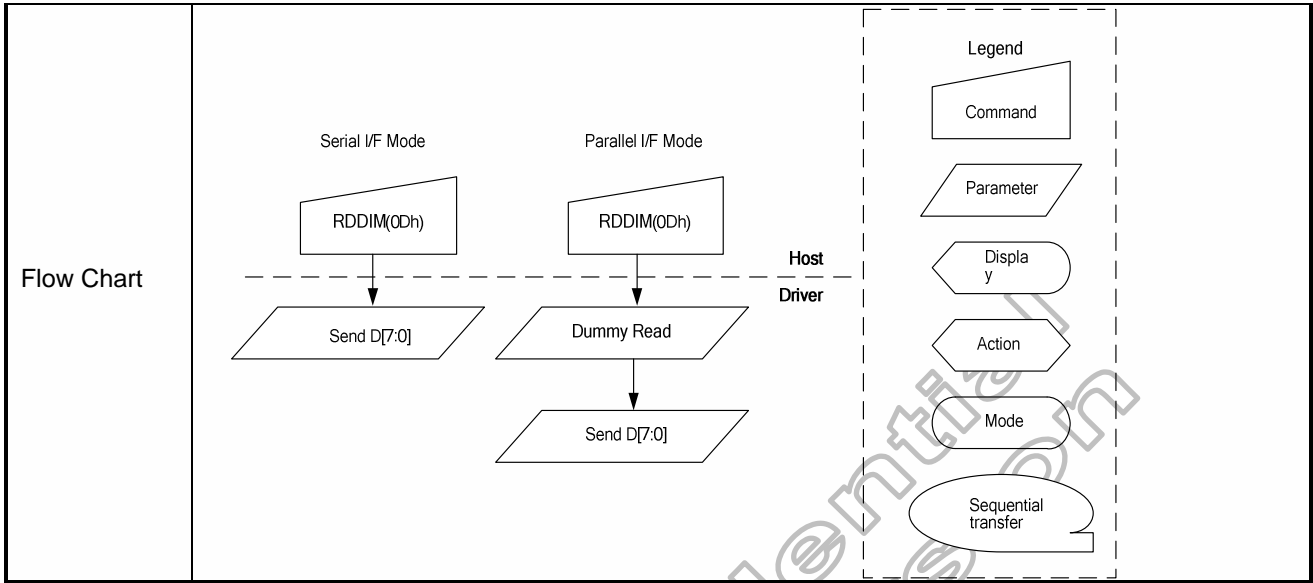 Flow Chart
Serial I/F Mode
Parallel I/F Mode
RDDIM(0Dh)
RDDIM(0Dh)
Host
Driver
Send D[7:0]
Dummy Read
Send D[7:0]
Legend
Command
Parameter
Displa
y
Action
Mode
Sequential
transfer